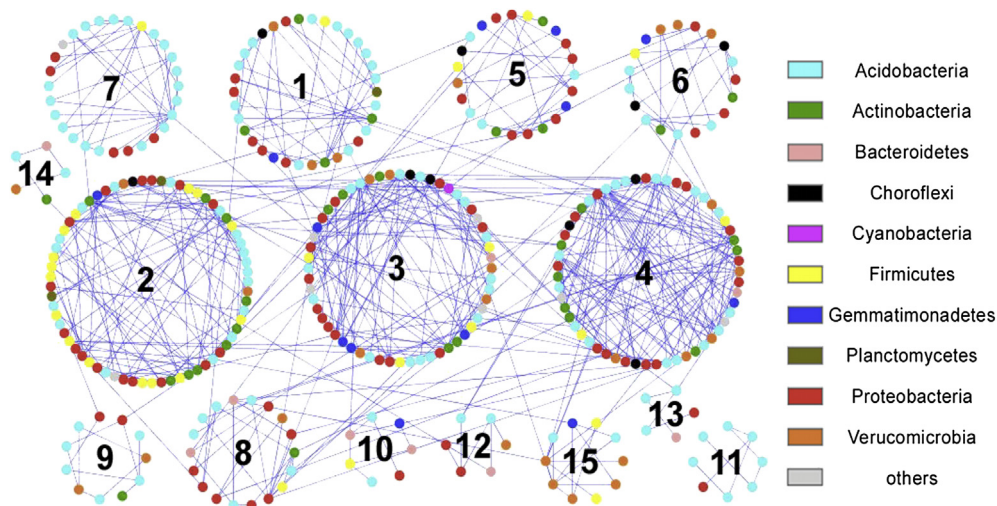 7
1
5
6
14
2
3
4
9
8
10
12
15
13
11
Acidobacteria
Actinobacteria
Bacteroidetes
Choroflexi
Cyanobacteria
Firmicutes
Gemmatimonadetes
Planctomycetes
Proteobacteria
Verucomicrobia
others